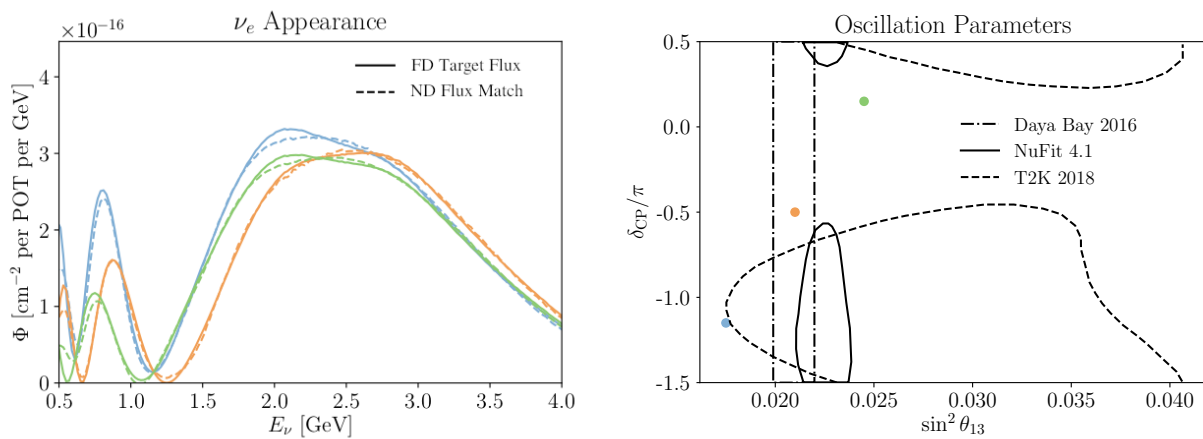 ν_e Appearance
×10⁻¹⁶
FD Target Flux
ND Flux Match
Φ [cm⁻² per POT per GeV]
4
3
2
1
0
0.5 1.0 1.5 2.0 2.5 3.0 3.5 4.0
E_ν [GeV]
Oscillation Parameters
Daya Bay 2016
NuFit 4.1
T2K 2018
δ_CP/π
0.5
0.0
-0.5
-1.0
-1.5
0.020 0.025 0.030 0.035 0.040
sin² θ₁₃